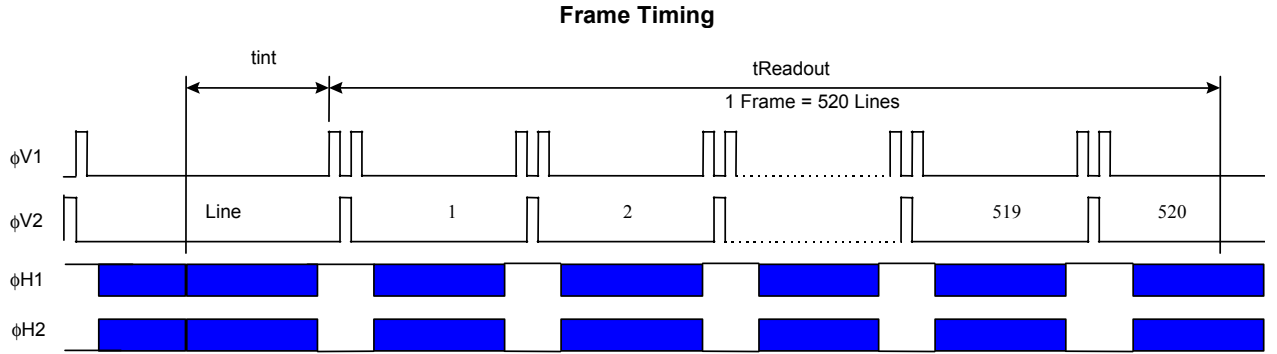 Frame Timing
tint
tReadout
1 Frame = 520 Lines
ϕV1
ϕV2
Line
1
2
519
520
ϕH1
ϕH2